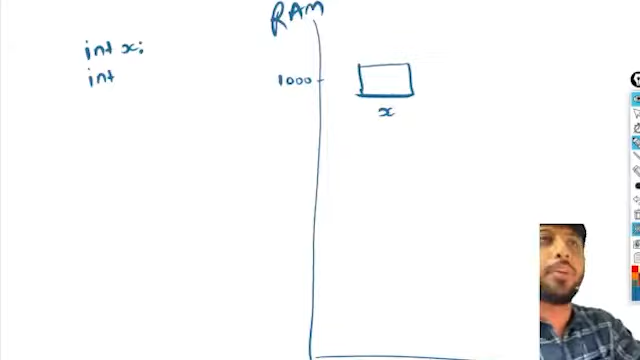 RAM
int x;
int
1000
x